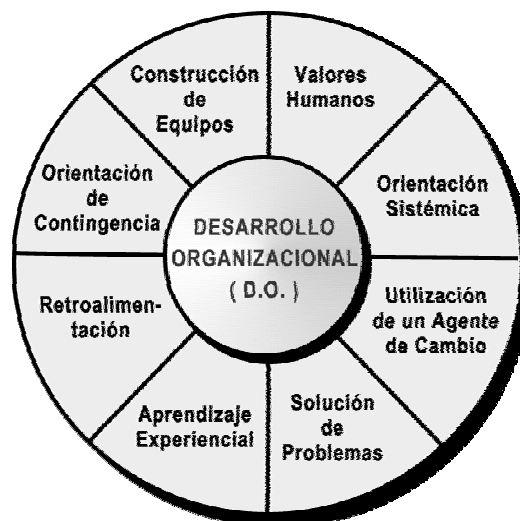 Construcción
de
Equipos
Valores
Humanos
Orientación
Sistémica
Utilización
de un Agente
de Cambio
Solución
de
Problemas
Aprendizaje
Experiencial
Retroalimen-
tación
Orientación
de
Contingencia
DESARROLLO
ORGANIZACIONAL
( D.O. )